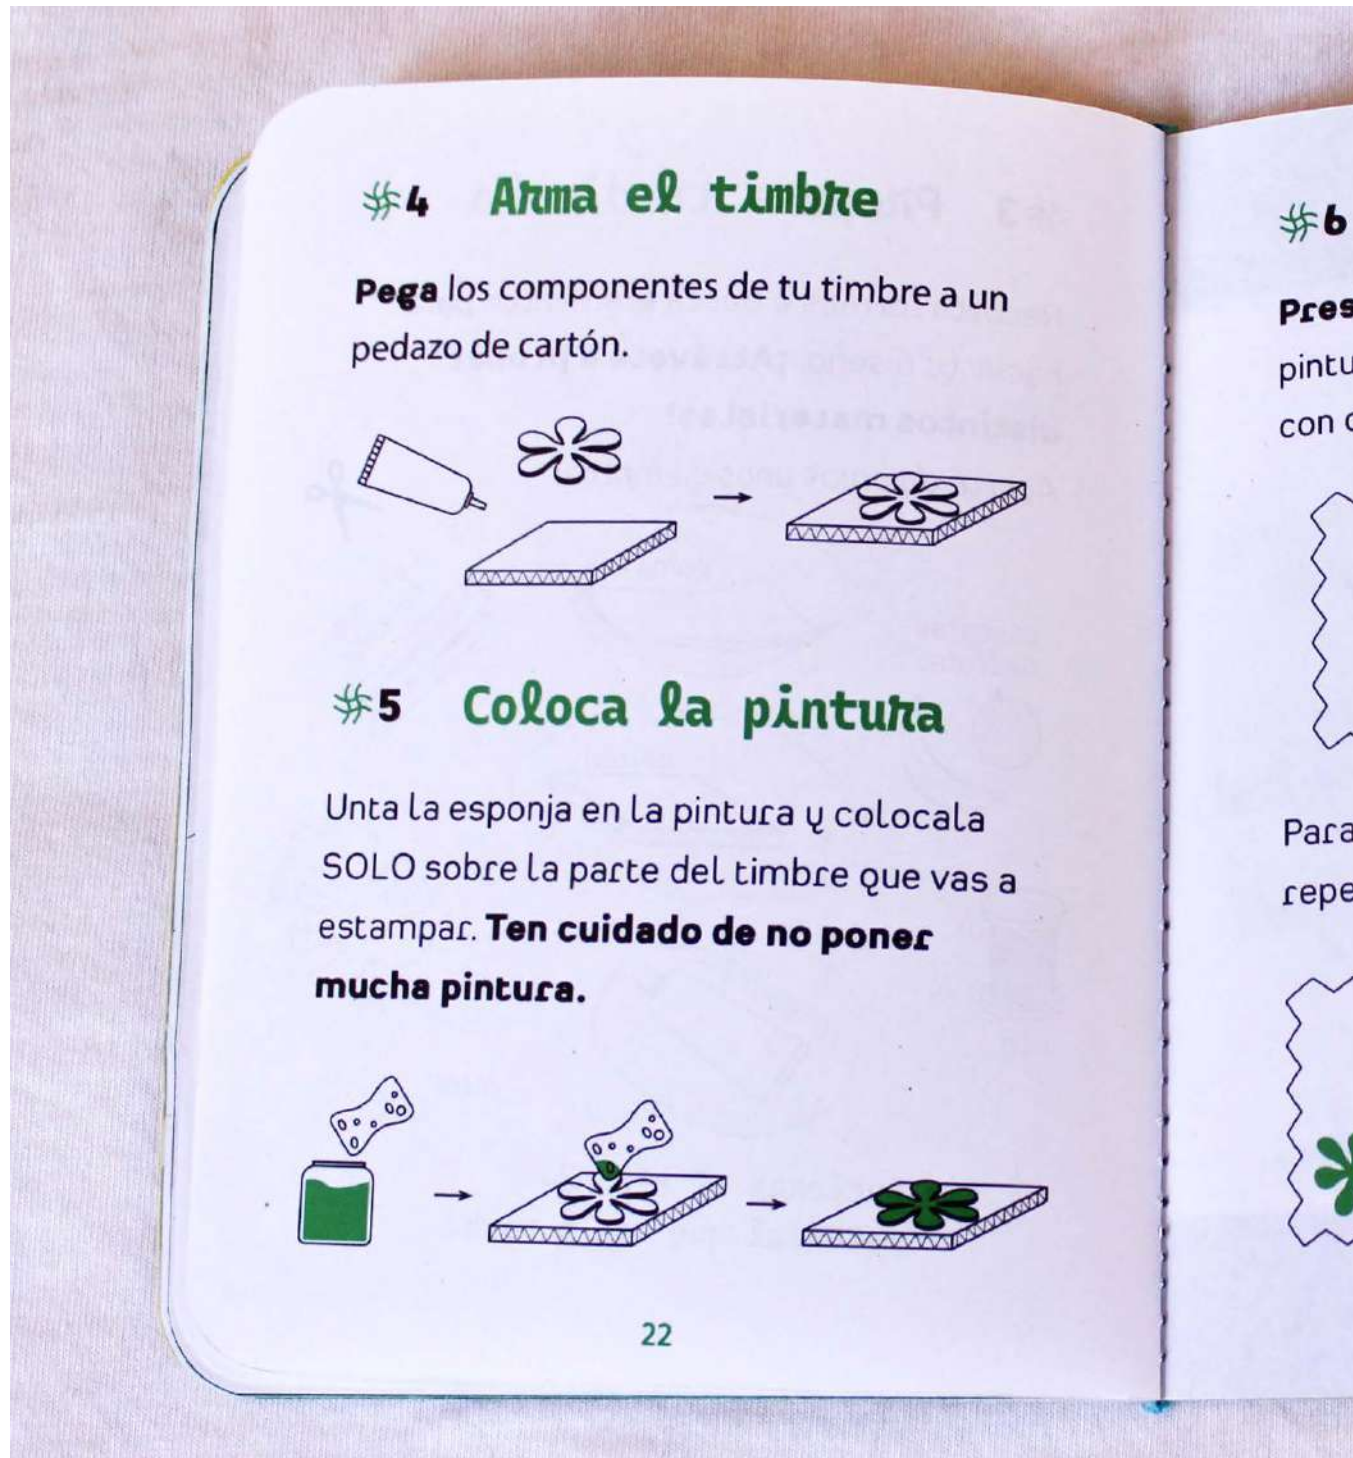 #4 Arma el timbre
Pega los componentes de tu timbre a un
pedazo de cartón.
#5 Coloca la pintura
Unta la esponja en la pintura y colocala
SOLO sobre la parte del timbre que vas a
estampar. Ten cuidado de no poner
mucha pintura.
22
#6
con
Para